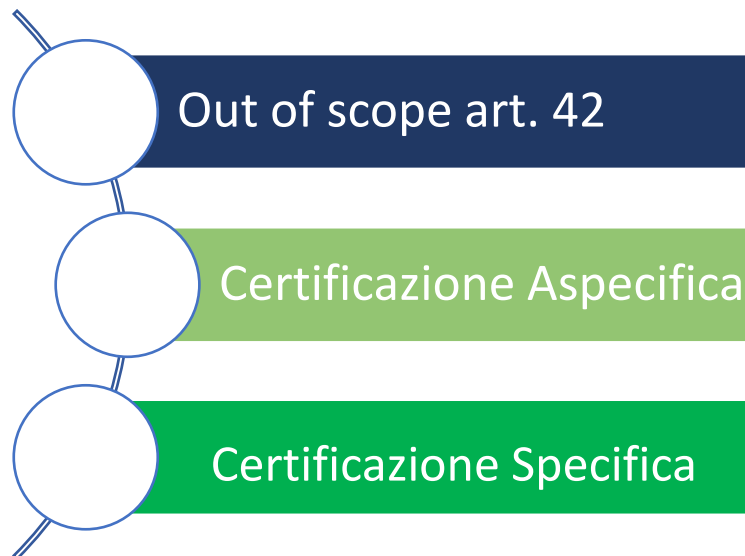 Out of scope art. 42
Certificazione Aspecifica
Certificazione Specifica